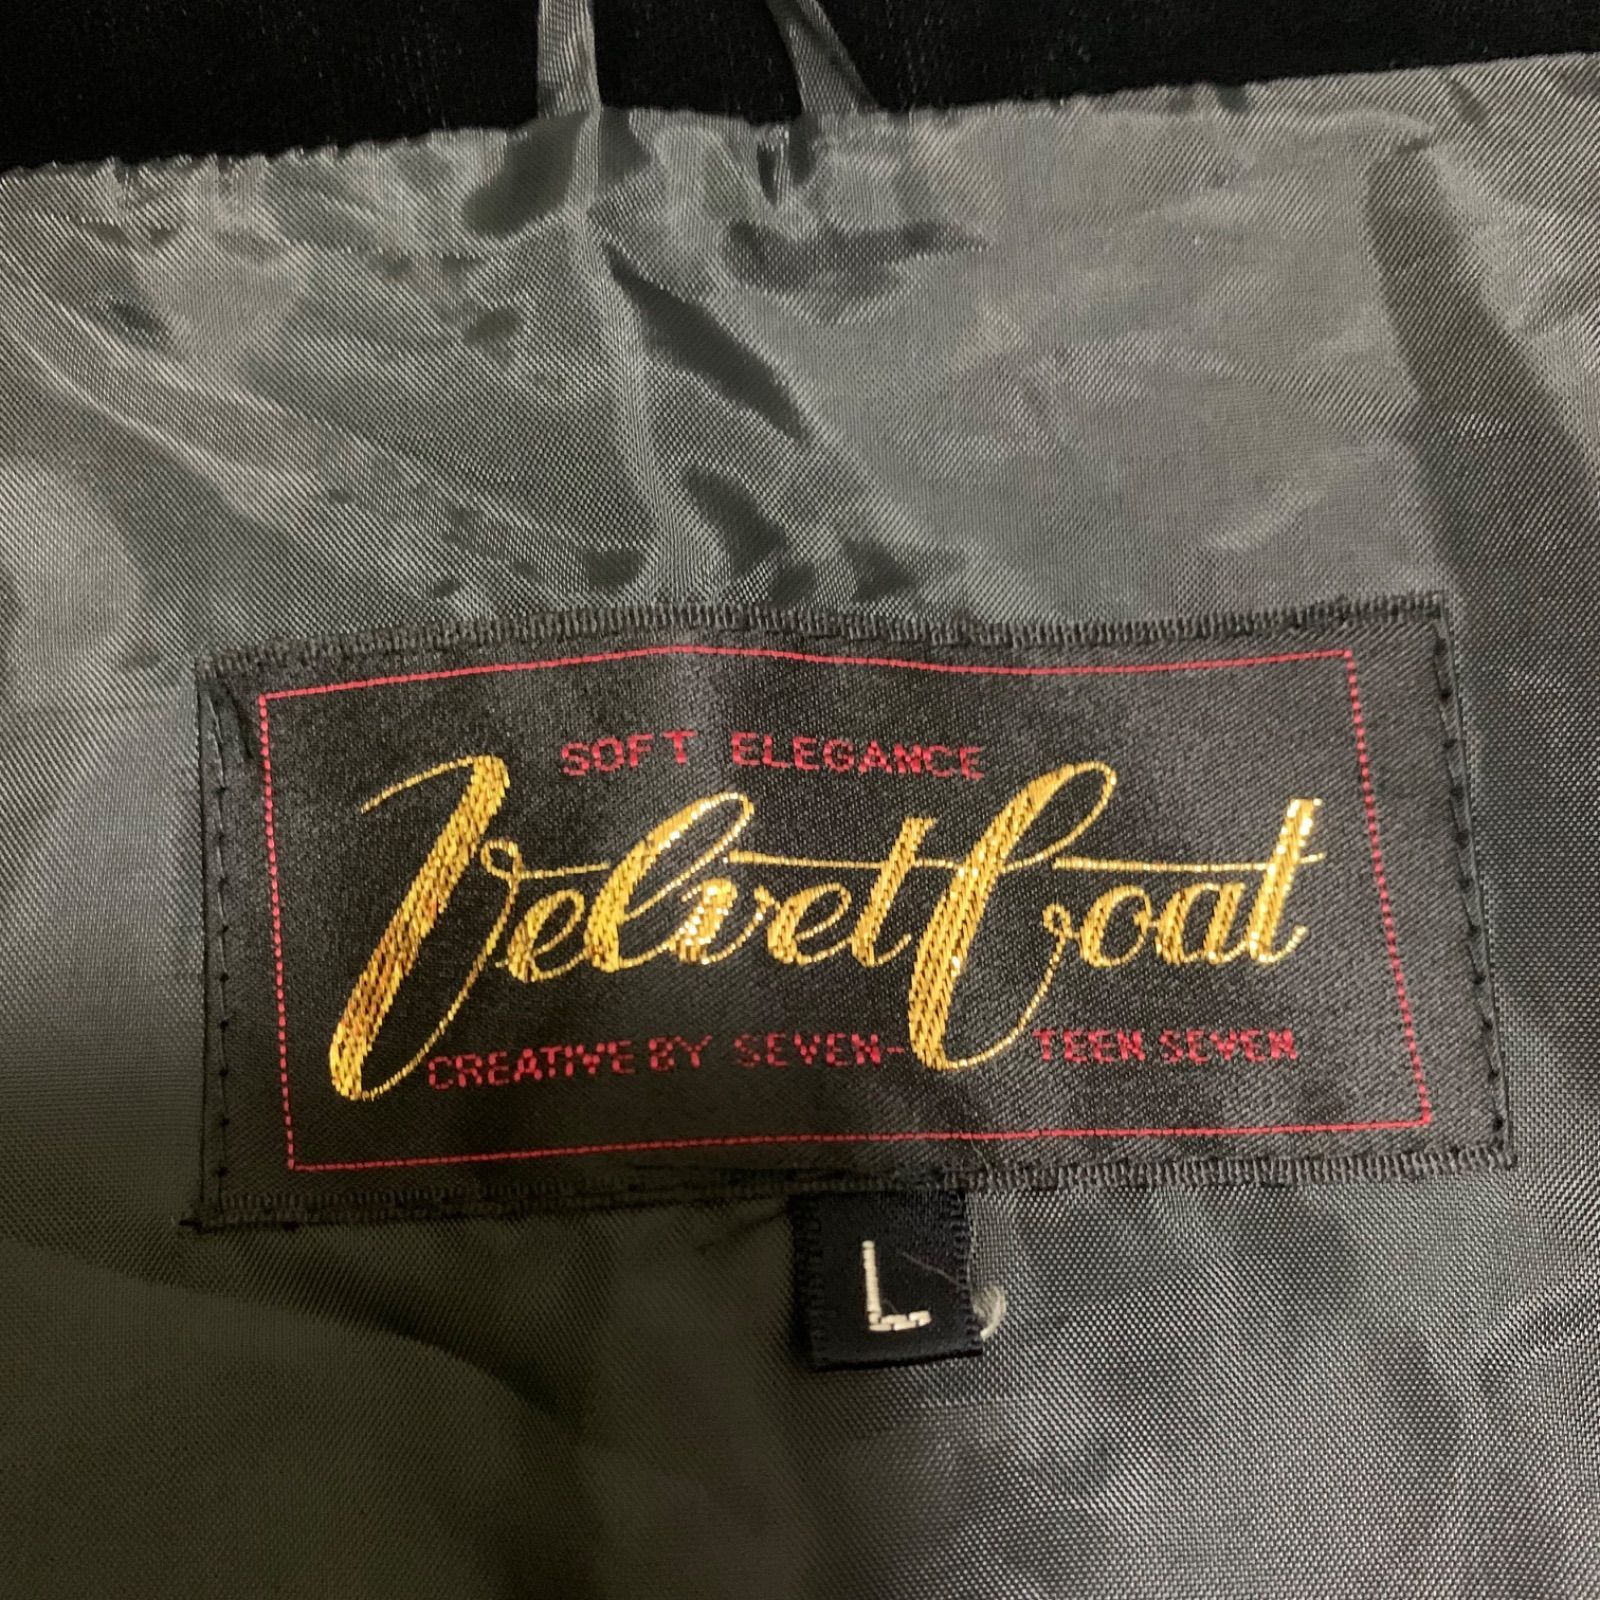 SOFT ELEGANCE
Velvet Coat
CREATIVE BY SEVEN-TEEN SEVEN
L